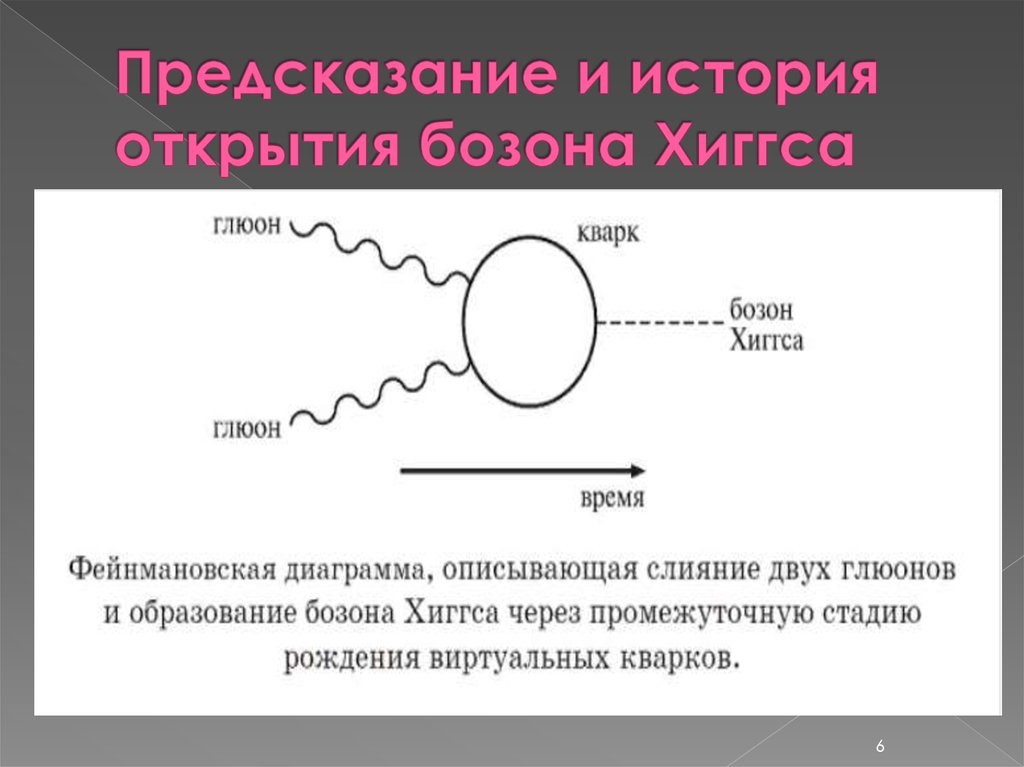 Предсказание и история
открытия бозона Хиггса
глюон
кварк
бозон
Хиггса
глюон
время
Фейнмановская диаграмма, описывающая слияние двух глюонов
и образование бозона Хиггса через промежуточную стадию
рождения виртуальных кварков.
6